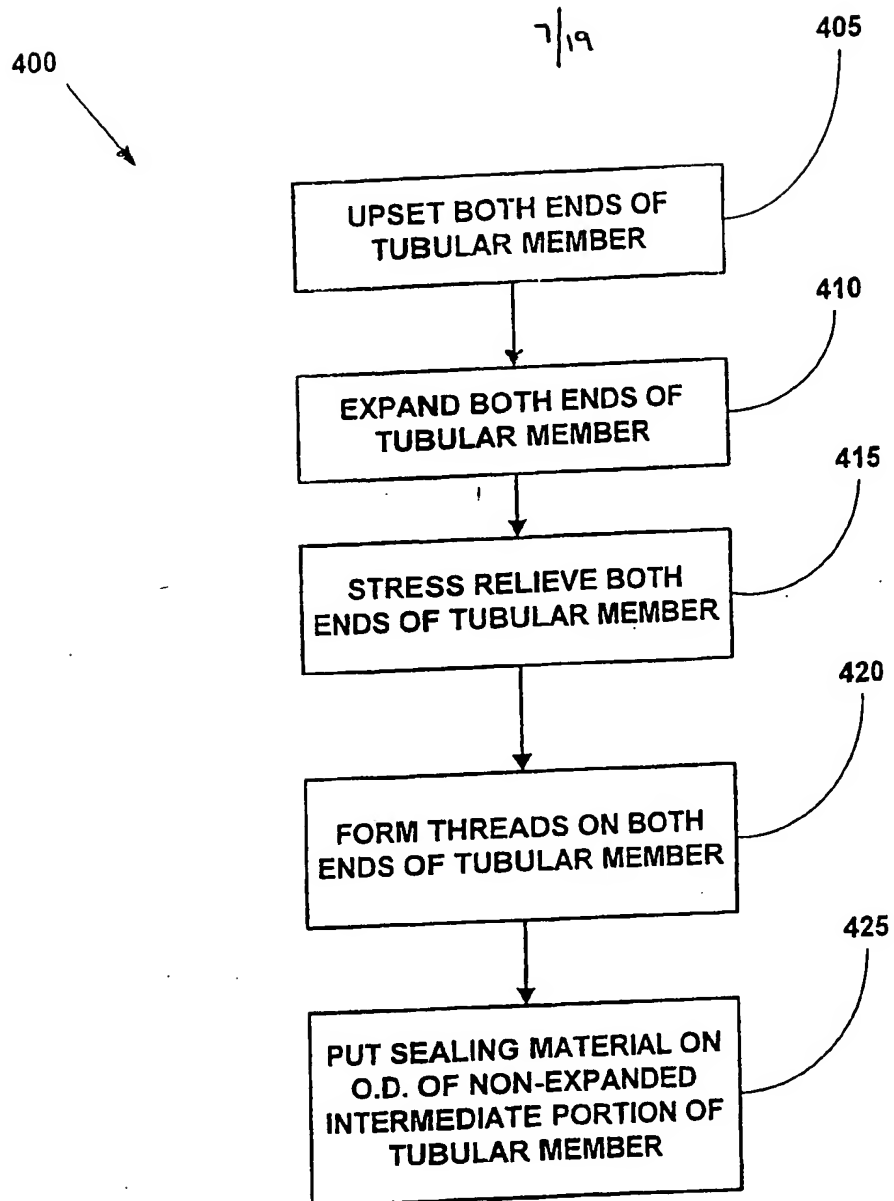 7/19
400
405
UPSET BOTH ENDS OF
TUBULAR MEMBER
410
EXPAND BOTH ENDS OF
TUBULAR MEMBER
415
STRESS RELIEVE BOTH
ENDS OF TUBULAR MEMBER
420
FORM THREADS ON BOTH
ENDS OF TUBULAR MEMBER
425
PUT SEALING MATERIAL ON
O.D. OF NON-EXPANDED
INTERMEDIATE PORTION OF
TUBULAR MEMBER